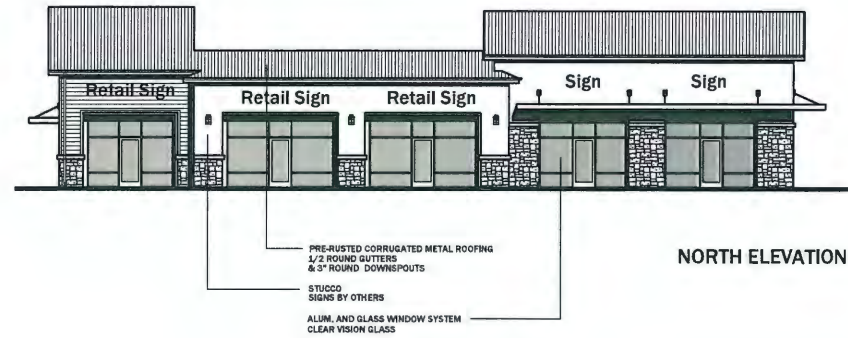 Retail Sign
Retail Sign
Retail Sign
Sign
Sign
PRE-RUSTED CORRUGATED METAL ROOFING
1/2 ROUND GUTTERS
& 3" ROUND DOWNSPOUTS
STUCCO
SIGNS BY OTHERS
ALUM. AND GLASS WINDOW SYSTEM
CLEAR VISION GLASS
NORTH ELEVATION